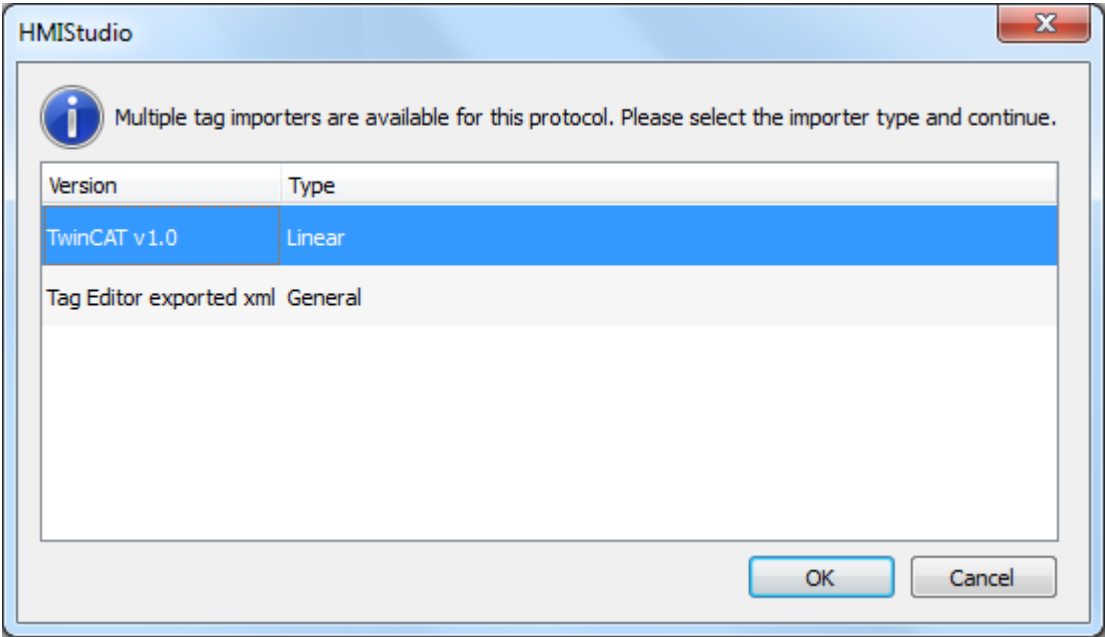 HMIStudio
Multiple tag importers are available for this protocol. Please select the importer type and continue.
Version Type
TwinCAT v1.0 Linear
Tag Editor exported xml General
OK Cancel